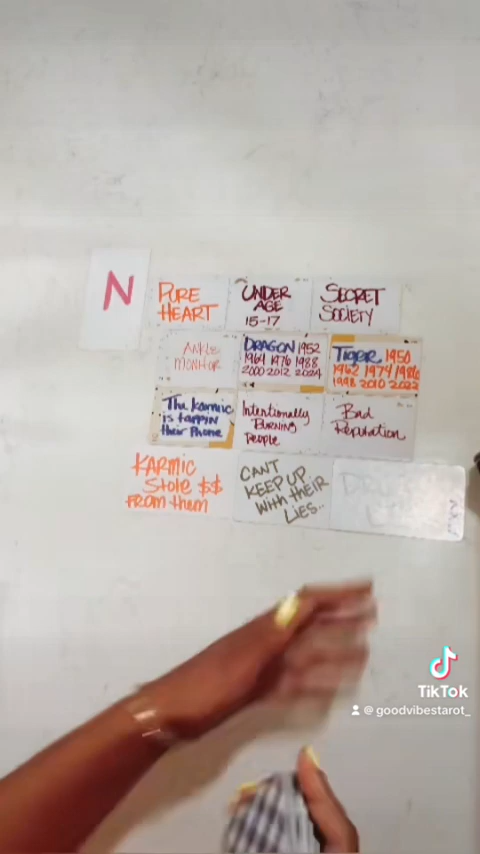 N
PURE
HEART
UNDER
AGE
15-17
SECRET
SOCIETY
ANKLE
MONITOR
DRAGON 1952
1964 1976 1988
2000 2012 2024
TIGER 1950
1962 1974 1986
1998 2010 2022
The Karmic
is tappin
their Phone
Intentionally
BURNING
People
Bad
Reputation
KARMIC
Stole $$
FROM them
CANT
KEEP UP
With THEIR
LIES..
TikTok
@ goodvibestarot_